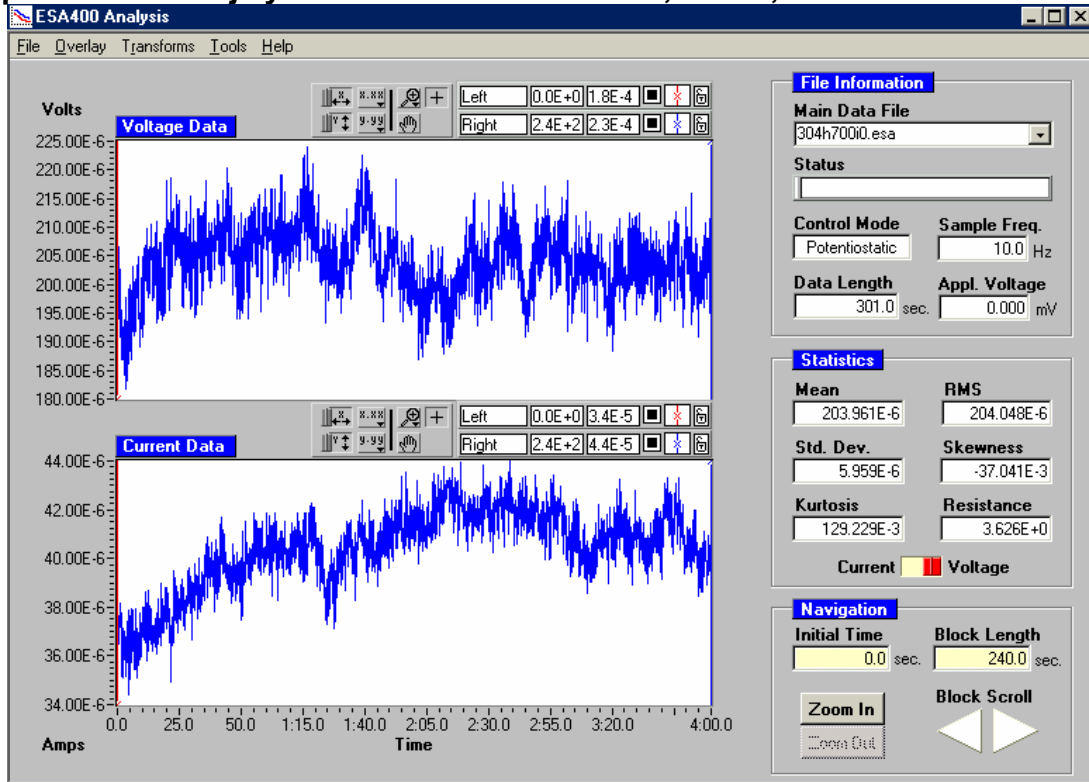 ESA400 Analysis
File Overlay Transforms Tools Help
Volts
Voltage Data
x.xx
y.yy
Left 0.0E+0 1.8E-4
Right 2.4E+2 2.3E-4
225.00E-6
220.00E-6
215.00E-6
210.00E-6
205.00E-6
200.00E-6
195.00E-6
190.00E-6
185.00E-6
180.00E-6
Current Data
x.xx
y.yy
Left 0.0E+0 3.4E-5
Right 2.4E+2 4.4E-5
44.00E-6
42.00E-6
40.00E-6
38.00E-6
36.00E-6
34.00E-6
0.0 25.0 50.0 1:15.0 1:40.0 2:05.0 2:30.0 2:55.0 3:20.0 4:00.0
Amps Time
File Information
Main Data File
304h700i0.esa
Status
Control Mode Sample Freq.
Potentiostatic 10.0 Hz
Data Length Appl. Voltage
301.0 sec. 0.000 mV
Statistics
Mean RMS
203.961E-6 204.048E-6
Std. Dev. Skewness
5.959E-6 -37.041E-3
Kurtosis Resistance
129.229E-3 3.626E+0
Current Voltage
Navigation
Initial Time Block Length
0.0 sec. 240.0 sec.
Zoom In Block Scroll
Zoom Out